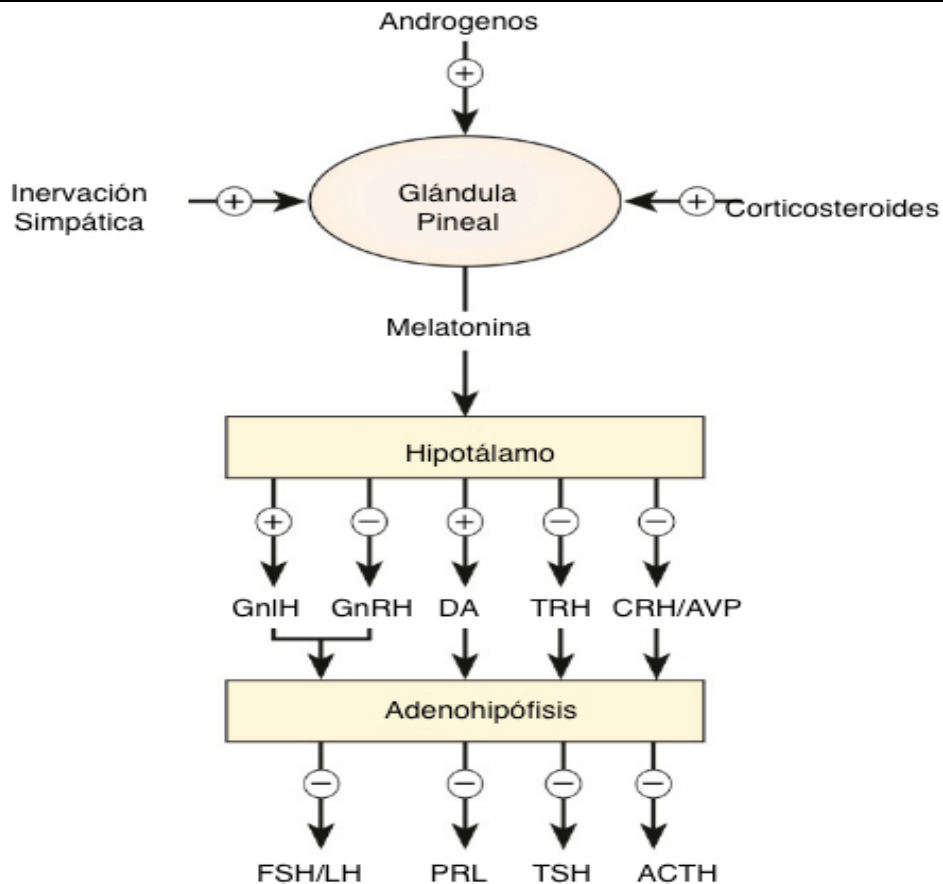 Androgenos
+
Inervación
Simpática
+
Glándula
Pineal
+
Corticosteroides
Melatonina
Hipotálamo
+ − + − −
GnIH GnRH DA TRH CRH/AVP
Adenohipófisis
− − − −
FSH/LH PRL TSH ACTH